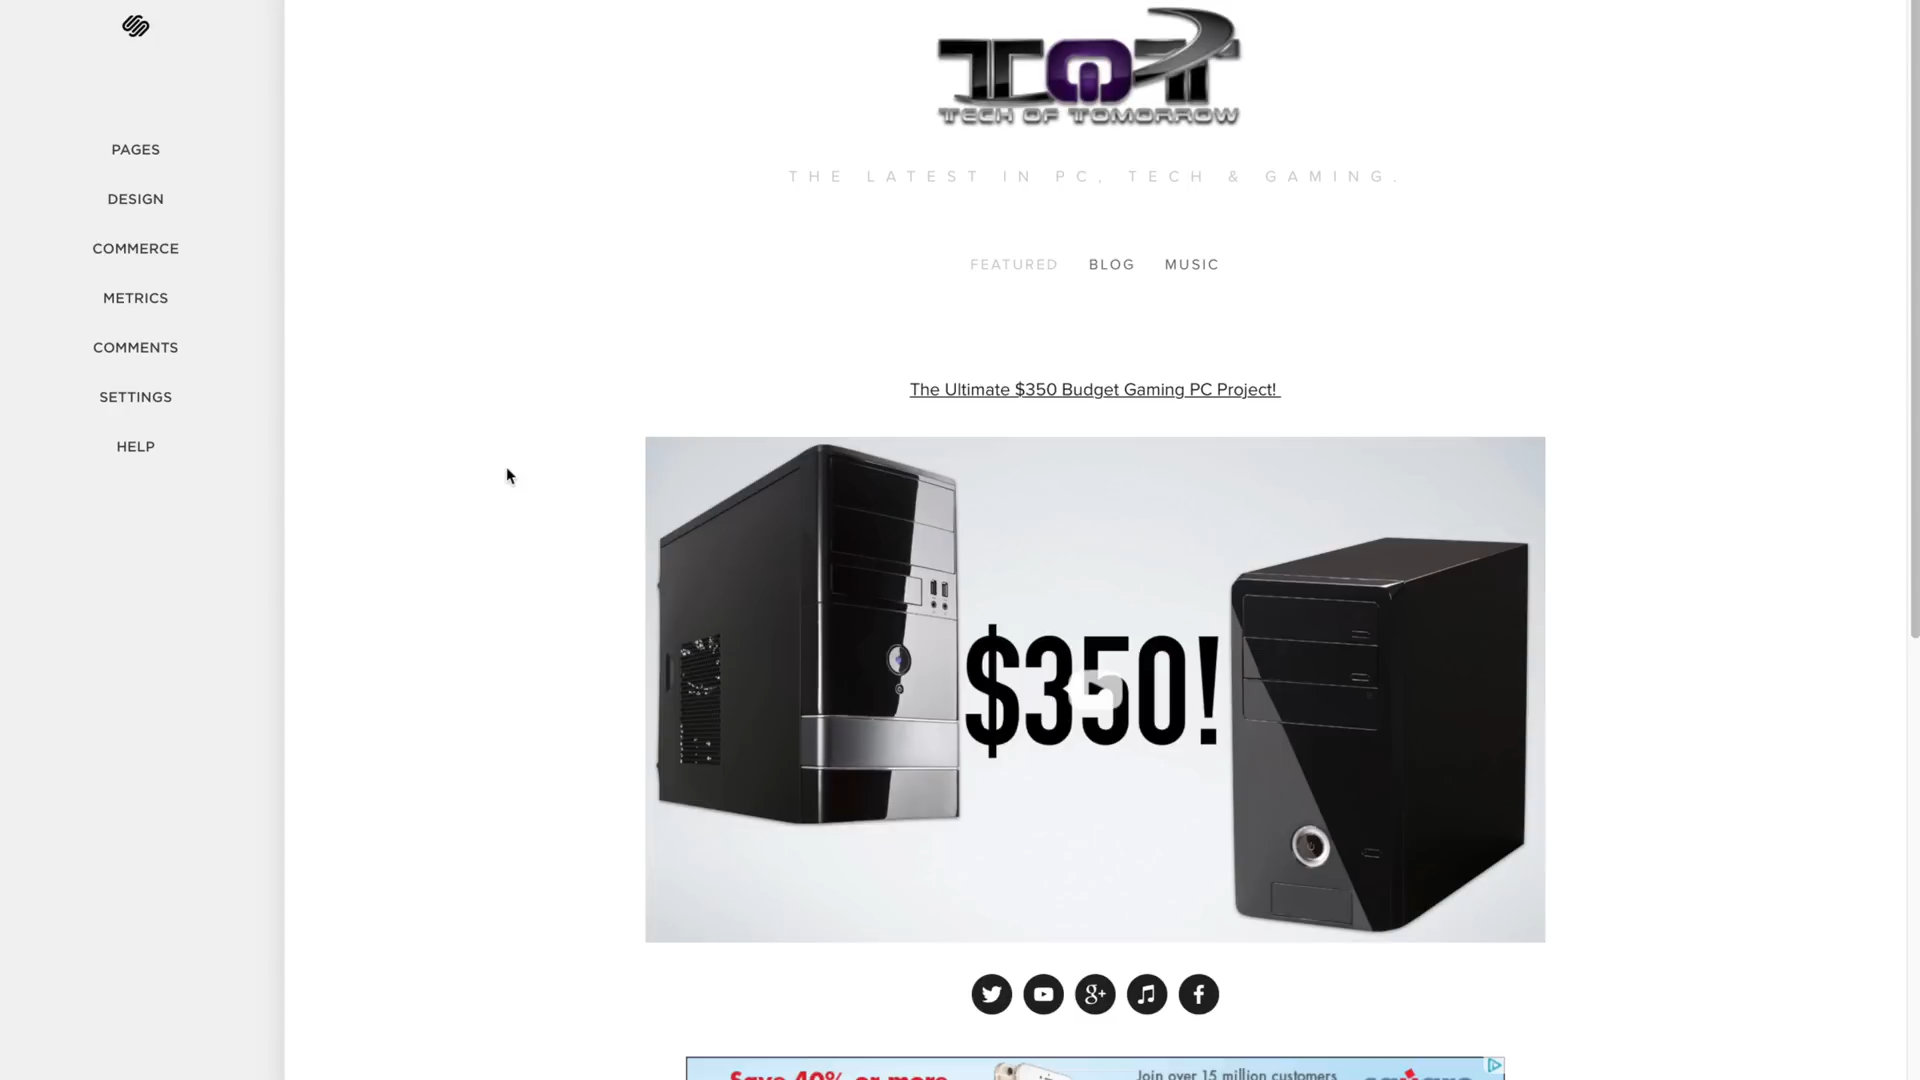 TOT
TECH OF TOMORROW
THE LATEST IN PC, TECH & GAMING.
PAGES
DESIGN
COMMERCE
METRICS
COMMENTS
SETTINGS
HELP
FEATURED BLOG MUSIC
The Ultimate $350 Budget Gaming PC Project!
$350!
g+
Save 40% or more
Join over 15 million customers